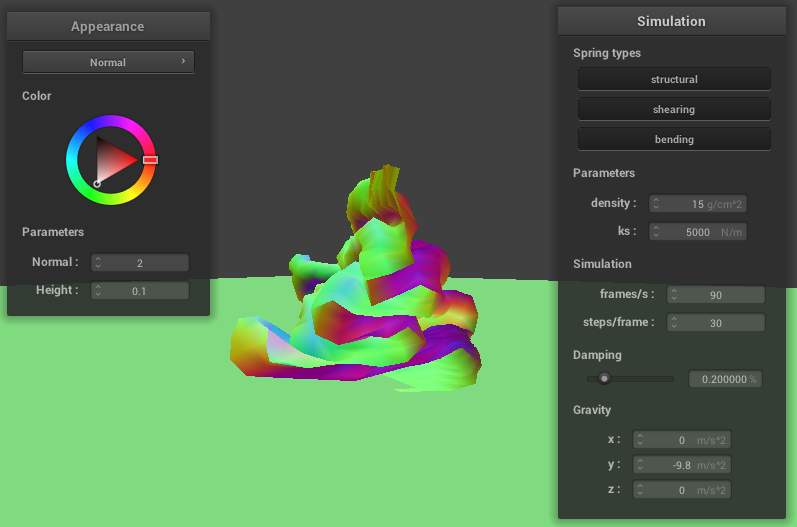 Appearance
Normal
Color
Parameters
Normal : 2
Height : 0.1
Simulation
Spring types
structural
shearing
bending
Parameters
density : 15 g/cm^2
ks : 5000 N/m
Simulation
frames/s : 90
steps/frame : 30
Damping
0.200000 %
Gravity
x : 0 m/s^2
y : -9.8 m/s^2
z : 0 m/s^2